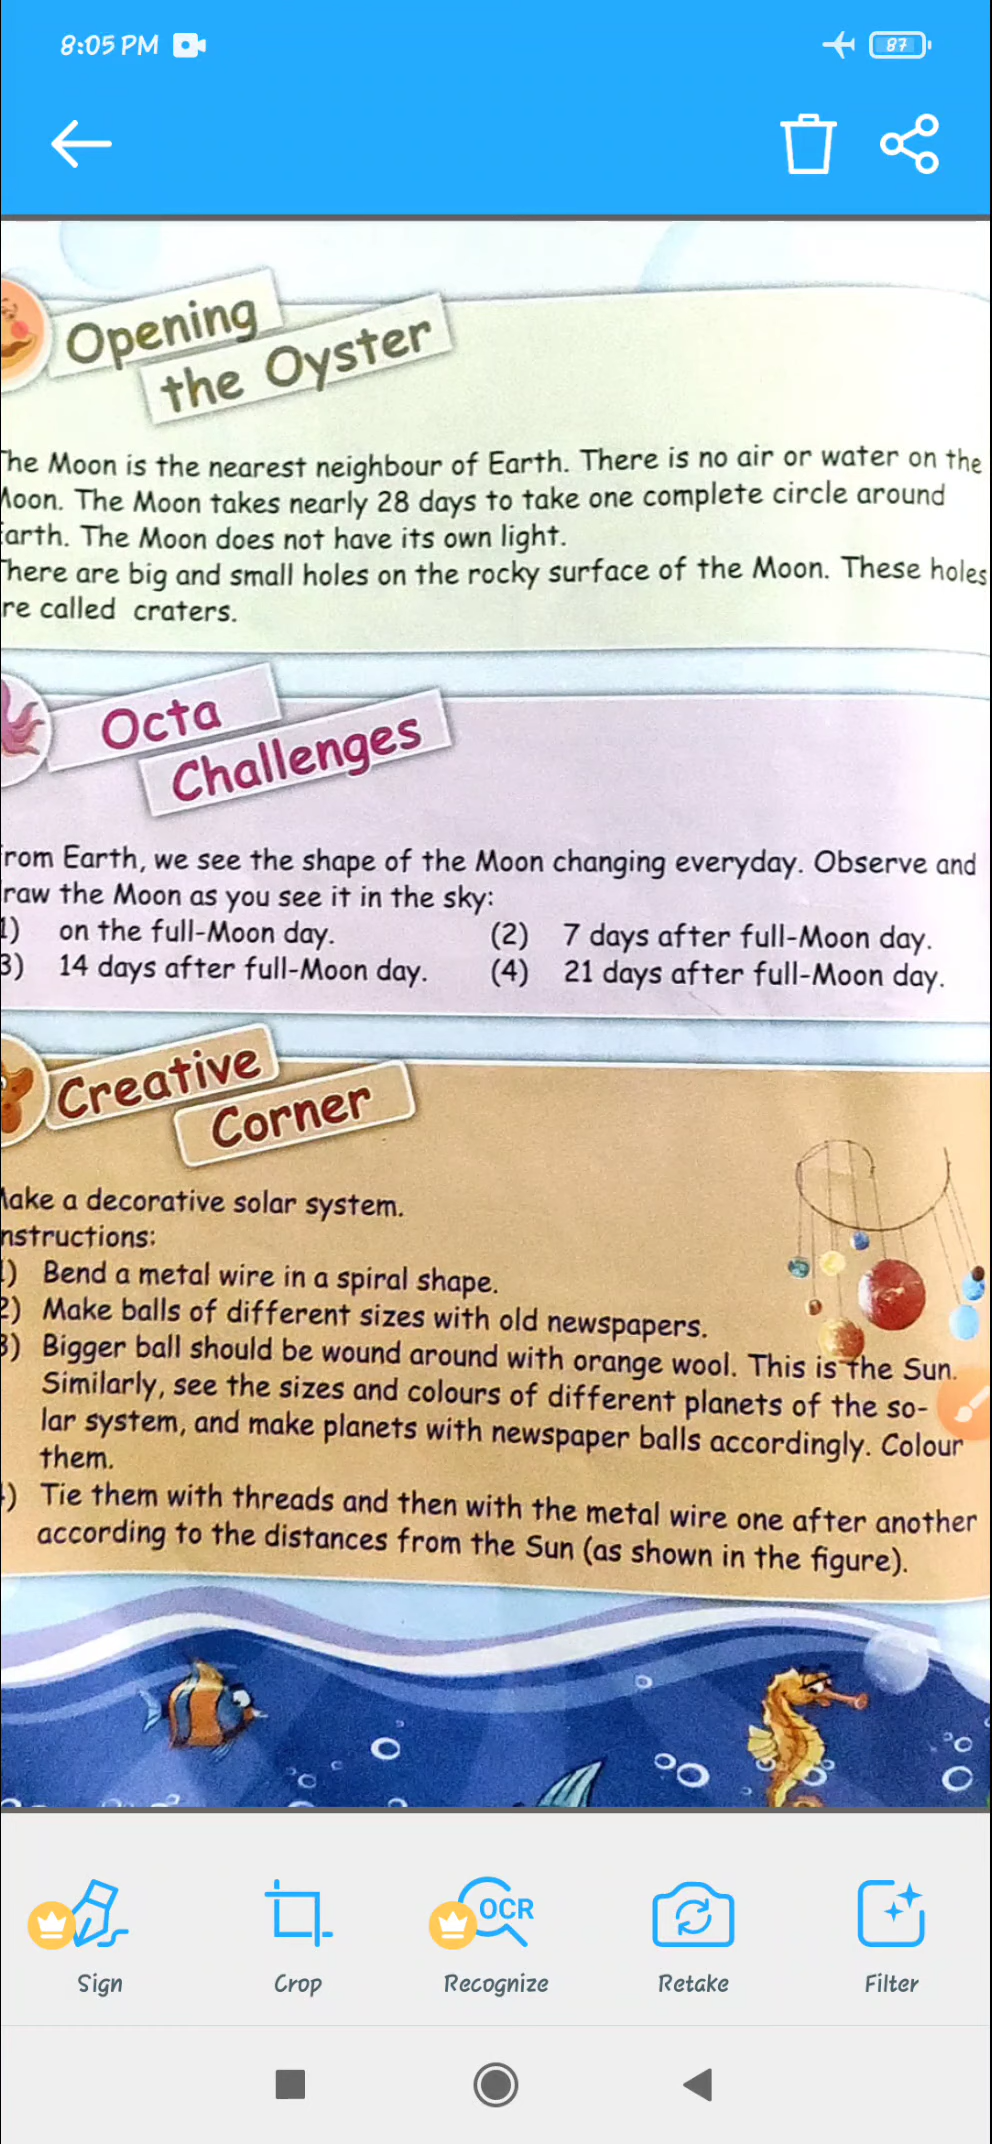 8:05 PM
87
Opening
the Oyster
he Moon is the nearest neighbour of Earth. There is no air or water on the
Moon. The Moon takes nearly 28 days to take one complete circle around
arth. The Moon does not have its own light.
here are big and small holes on the rocky surface of the Moon. These holes
re called craters.
Octa
Challenges
rom Earth, we see the shape of the Moon changing everyday. Observe and
raw the Moon as you see it in the sky:
1) on the full-Moon day. (2) 7 days after full-Moon day.
3) 14 days after full-Moon day. (4) 21 days after full-Moon day.
Creative
Corner
Make a decorative solar system.
nstructions:
1) Bend a metal wire in a spiral shape.
2) Make balls of different sizes with old newspapers.
3) Bigger ball should be wound around with orange wool. This is the Sun.
Similarly, see the sizes and colours of different planets of the so-
lar system, and make planets with newspaper balls accordingly. Colour
them.
) Tie them with threads and then with the metal wire one after another
according to the distances from the Sun (as shown in the figure).
OCR
Sign Crop Recognize Retake Filter